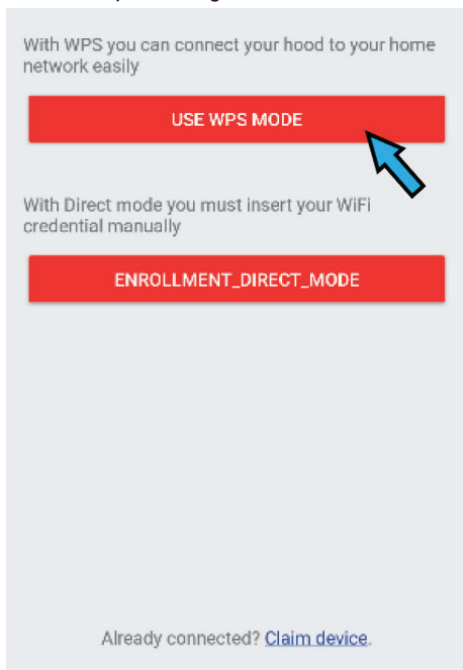 With WPS you can connect your hood to your home
network easily
USE WPS MODE
With Direct mode you must insert your WiFi
credential manually
ENROLLMENT_DIRECT_MODE
Already connected? Claim device.